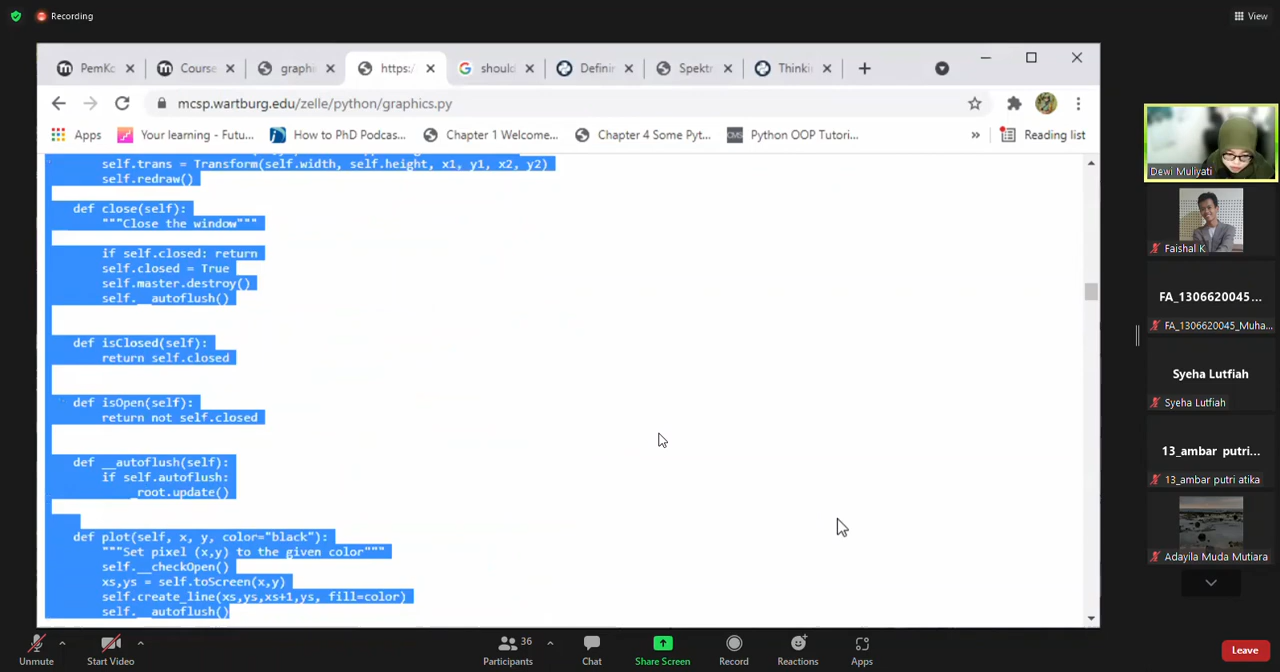 Recording
View
PemKo
Course
graphi
https:/
should
Definin
Spektr
Thinki
mcsp.wartburg.edu/zelle/python/graphics.py
Apps
Your learning - Futu...
How to PhD Podcas...
Chapter 1 Welcome...
Chapter 4 Some Pyt...
CMS
Python OOP Tutori...
»
Reading list
self.trans = Transform(self.width, self.height, x1, y1, x2, y2)
self.redraw()
def close(self):
"""Close the window"""
if self.closed: return
self.closed = True
self.master.destroy()
self.__autoflush()
def isClosed(self):
return self.closed
def isOpen(self):
return not self.closed
def __autoflush(self):
if self.autoflush:
_root.update()
def plot(self, x, y, color="black"):
"""Set pixel (x,y) to the given color"""
self.__checkOpen()
xs,ys = self.toScreen(x,y)
self.create_line(xs,ys,xs+1,ys, fill=color)
self.__autoflush()
Dewi Muliyati
Faishal K
FA_1306620045...
FA_1306620045_Muha...
Syeha Lutfiah
Syeha Lutfiah
13_ambar putri...
13_ambar putri atika
Adayila Muda Mutiara
Unmute
Start Video
36
Participants
Chat
Share Screen
Record
Reactions
Apps
Leave